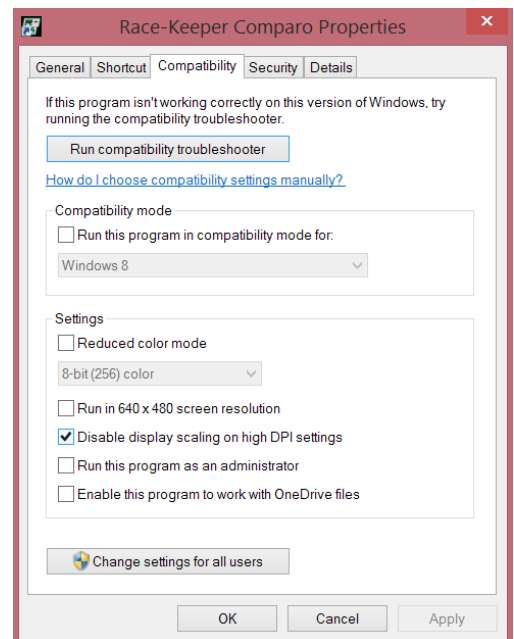 Race-Keeper Comparo Properties
General Shortcut Compatibility Security Details
If this program isn't working correctly on this version of Windows, try
running the compatibility troubleshooter.
Run compatibility troubleshooter
How do I choose compatibility settings manually?
Compatibility mode
Run this program in compatibility mode for:
Windows 8
Settings
Reduced color mode
8-bit (256) color
Run in 640 x 480 screen resolution
Disable display scaling on high DPI settings
Run this program as an administrator
Enable this program to work with OneDrive files
Change settings for all users
OK Cancel Apply